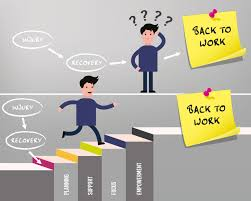 ? ? ? ?
INJURY
RECOVERY
BACK TO
WORK
INJURY
RECOVERY
BACK TO
WORK
PLANNING
SUPPORT
FOCUS
EMPOWERMENT